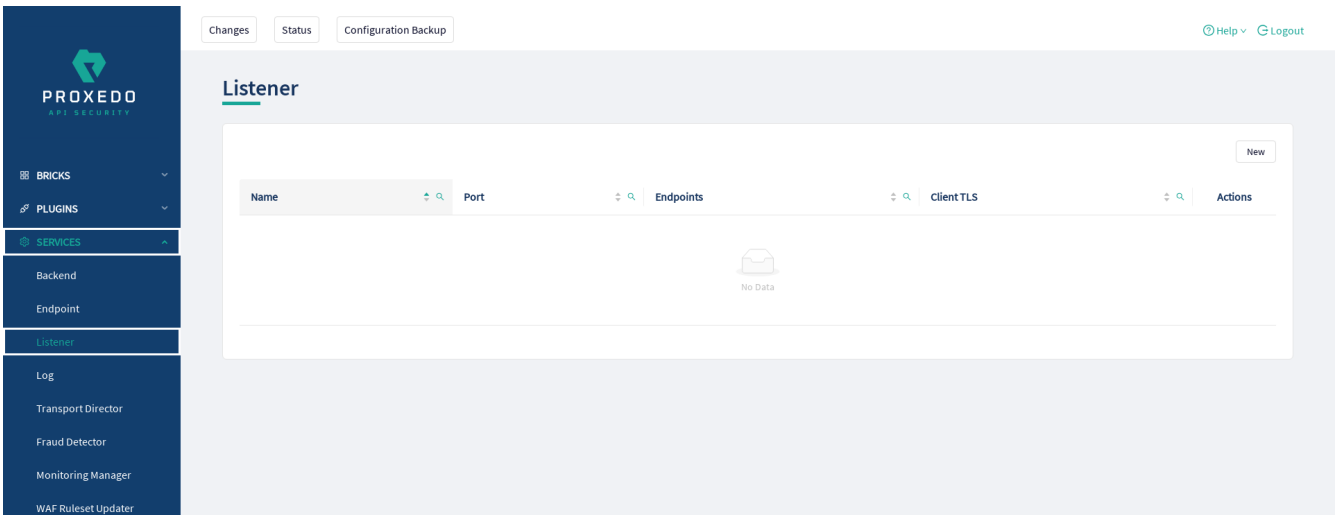 Changes Status Configuration Backup Help Logout
PROXEDO
API SECURITY
BRICKS
PLUGINS
SERVICES
Backend
Endpoint
Listener
Log
Transport Director
Fraud Detector
Monitoring Manager
WAF Ruleset Updater
Listener
New
Name Port Endpoints Client TLS Actions
No Data